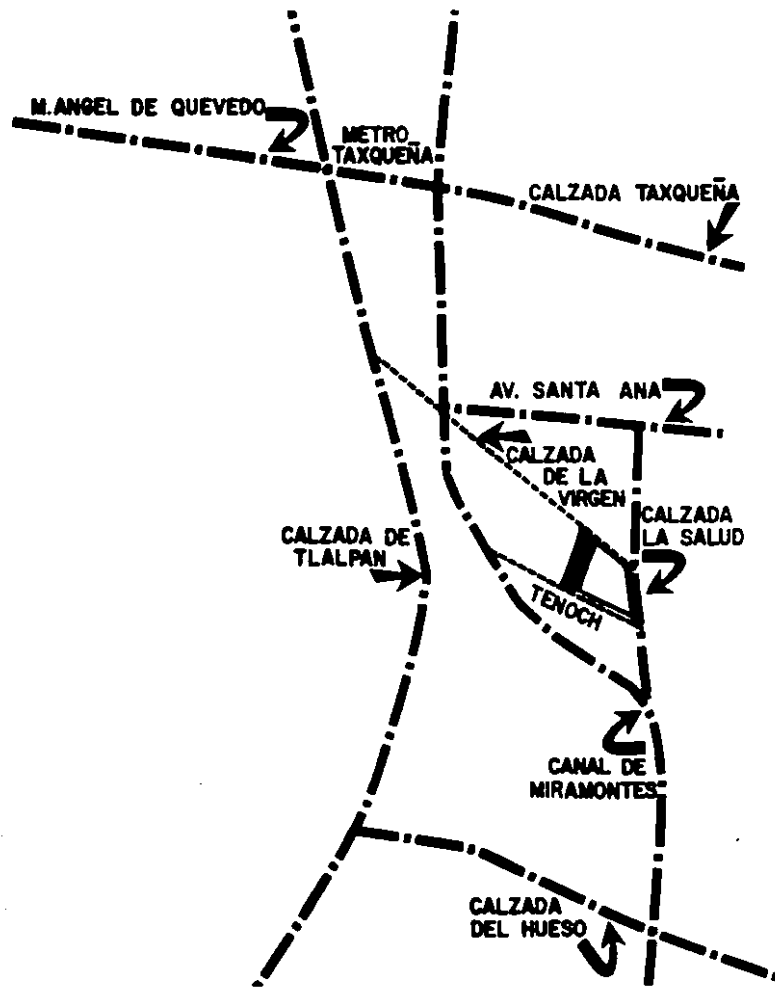 M. ANGEL DE QUEVEDO
METRO
TAXQUEÑA
CALZADA TAXQUEÑA
AV. SANTA ANA
CALZADA
DE LA
VIRGEN
CALZADA
LA SALUD
CALZADA DE
TLALPAN
TENOCH
CANAL DE
MIRAMONTES
CALZADA
DEL HUESO